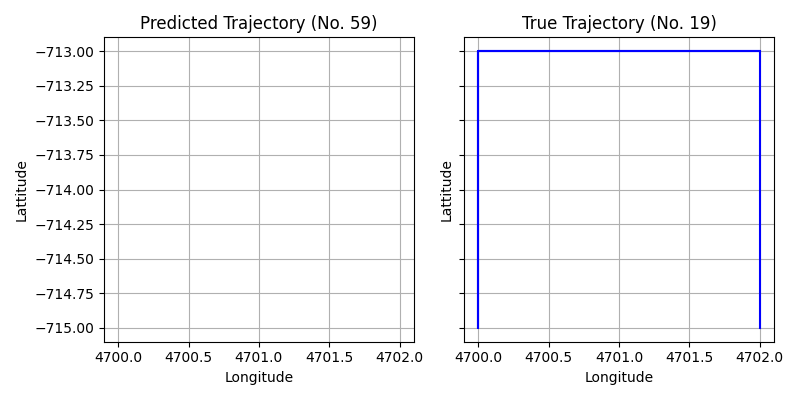 Predicted Trajectory (No. 59)
True Trajectory (No. 19)
−713.00
−713.25
−713.50
−713.75
−714.00
−714.25
−714.50
−714.75
−715.00
Lattitude
Lattitude
4700.0 4700.5 4701.0 4701.5 4702.0
4700.0 4700.5 4701.0 4701.5 4702.0
Longitude
Longitude